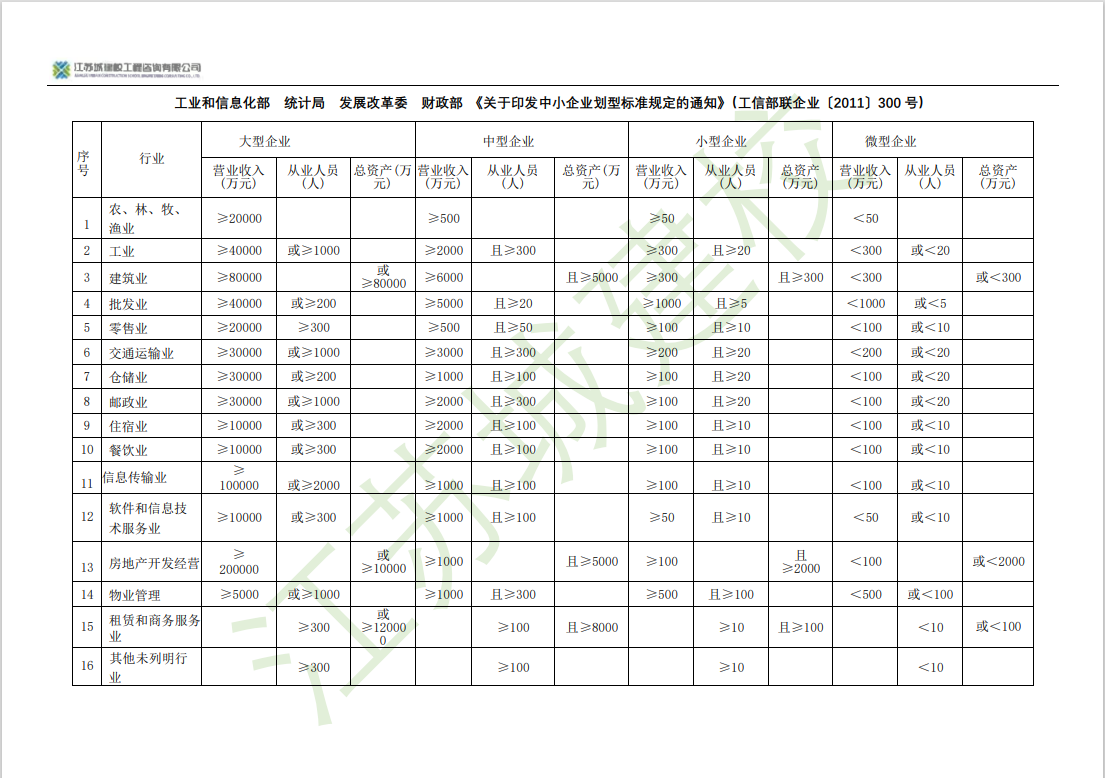 江苏城建校工程咨询有限公司
工业和信息化部 统计局 发展改革委 财政部 《关于印发中小企业划型标准规定的通知》(工信部联企业〔2011〕300 号)
序号 行业 大型企业 中型企业 小型企业 微型企业
营业收入(万元) 从业人员(人) 总资产(万元) 营业收入(万元) 从业人员(人) 总资产(万元) 营业收入(万元) 从业人员(人) 总资产(万元) 营业收入(万元) 从业人员(人) 总资产(万元)
1 农、林、牧、渔业 ≥20000 ≥500 ≥50 <50
2 工业 ≥40000 或≥1000 ≥2000 且≥300 ≥300 且≥20 <300 或<20
3 建筑业 ≥80000 或≥80000 ≥6000 且≥5000 ≥300 且≥300 <300 或<300
4 批发业 ≥40000 或≥200 ≥5000 且≥20 ≥1000 且≥5 <1000 或<5
5 零售业 ≥20000 ≥300 ≥500 且≥50 ≥100 且≥10 <100 或<10
6 交通运输业 ≥30000 或≥1000 ≥3000 且≥300 ≥200 且≥20 <200 或<20
7 仓储业 ≥30000 或≥200 ≥1000 且≥100 ≥100 且≥20 <100 或<20
8 邮政业 ≥30000 或≥1000 ≥2000 且≥300 ≥100 且≥20 <100 或<20
9 住宿业 ≥10000 或≥300 ≥2000 且≥100 ≥100 且≥10 <100 或<10
10 餐饮业 ≥10000 或≥300 ≥2000 且≥100 ≥100 且≥10 <100 或<10
11 信息传输业 ≥100000 或≥2000 ≥1000 且≥100 ≥100 且≥10 <100 或<10
12 软件和信息技术服务业 ≥10000 或≥300 ≥1000 且≥100 ≥50 且≥10 <50 或<10
13 房地产开发经营 ≥200000 或≥10000 ≥1000 且≥5000 ≥100 且≥2000 <100 或<2000
14 物业管理 ≥5000 或≥1000 ≥1000 且≥300 ≥500 且≥100 <500 或<100
15 租赁和商务服务业 ≥300 或≥120000 ≥100 且≥8000 ≥10 且≥100 <10 或<100
16 其他未列明行业 ≥300 ≥100 ≥10 <10
江苏城建校